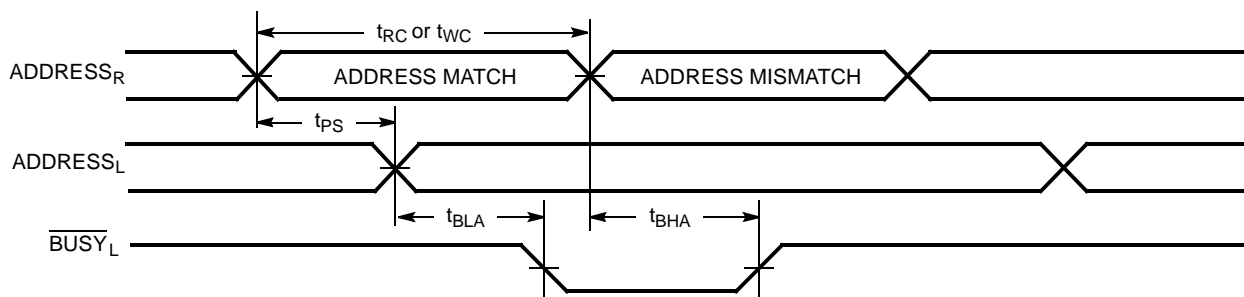 tRC or tWC
ADDRESSR
ADDRESS MATCH
ADDRESS MISMATCH
tPS
ADDRESSL
tBLA
tBHA
BUSYL